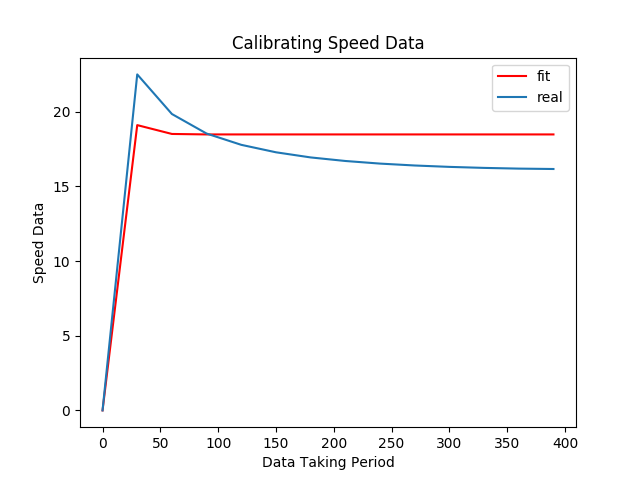 Calibrating Speed Data
fit
real
20
15
10
5
0
Speed Data
0 50 100 150 200 250 300 350 400
Data Taking Period